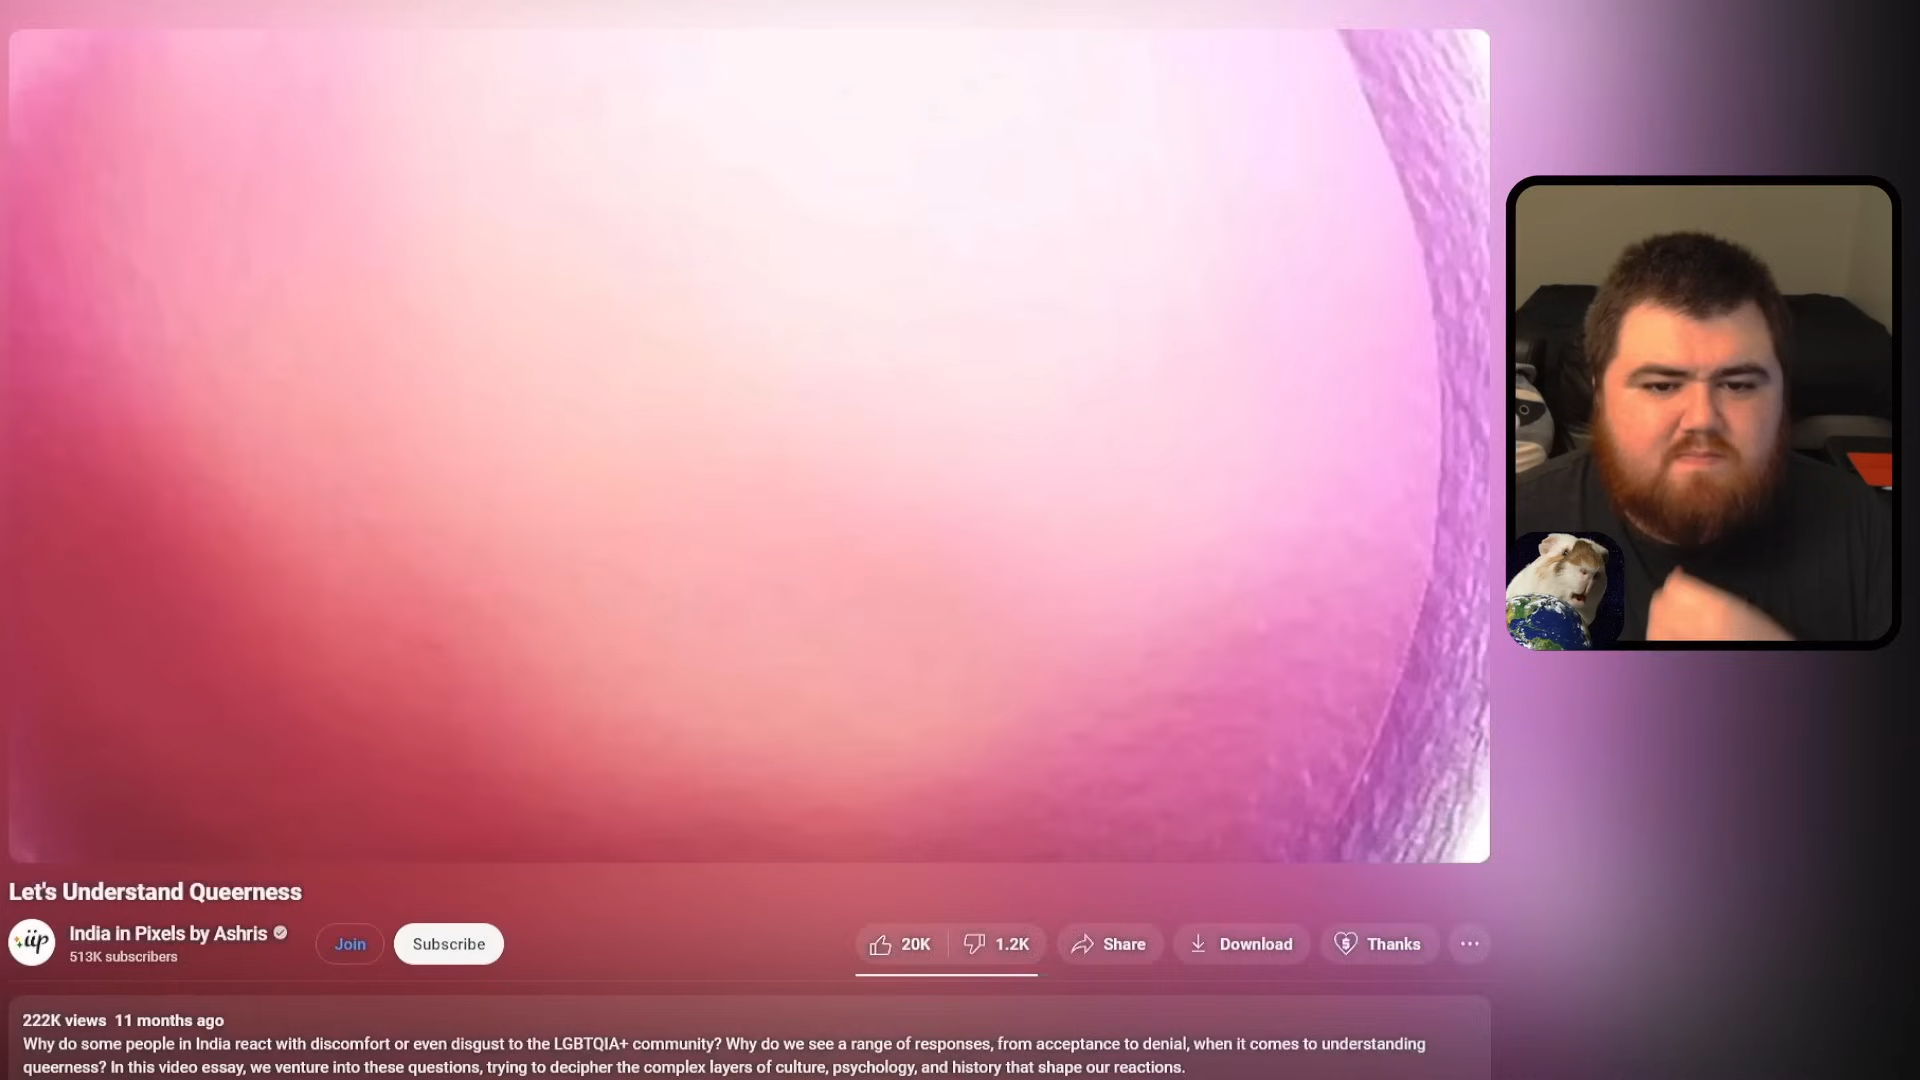 Let's Understand Queerness
iip
India in Pixels by Ashris
513K subscribers
Join
Subscribe
20K
1.2K
Share
Download
Thanks
222K views 11 months ago
Why do some people in India react with discomfort or even disgust to the LGBTQIA+ community? Why do we see a range of responses, from acceptance to denial, when it comes to understanding
queerness? In this video essay, we venture into these questions, trying to decipher the complex layers of culture, psychology, and history that shape our reactions.